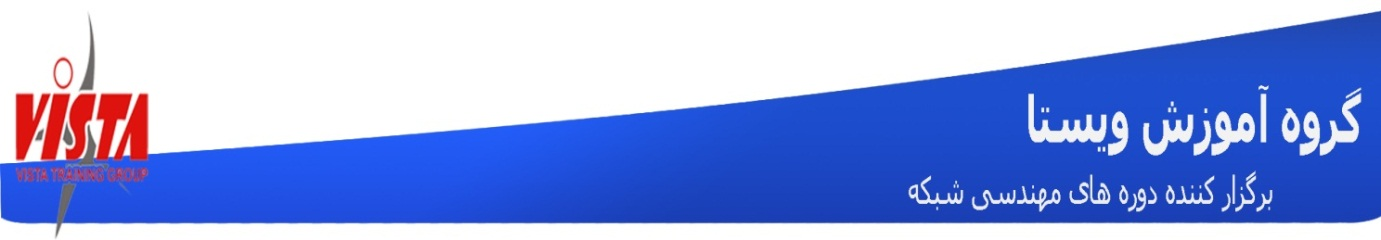 گروه آموزش ویستا
برگزار کننده دوره های مهندسی شبکه
VISTA
VISTA TRAINING GROUP